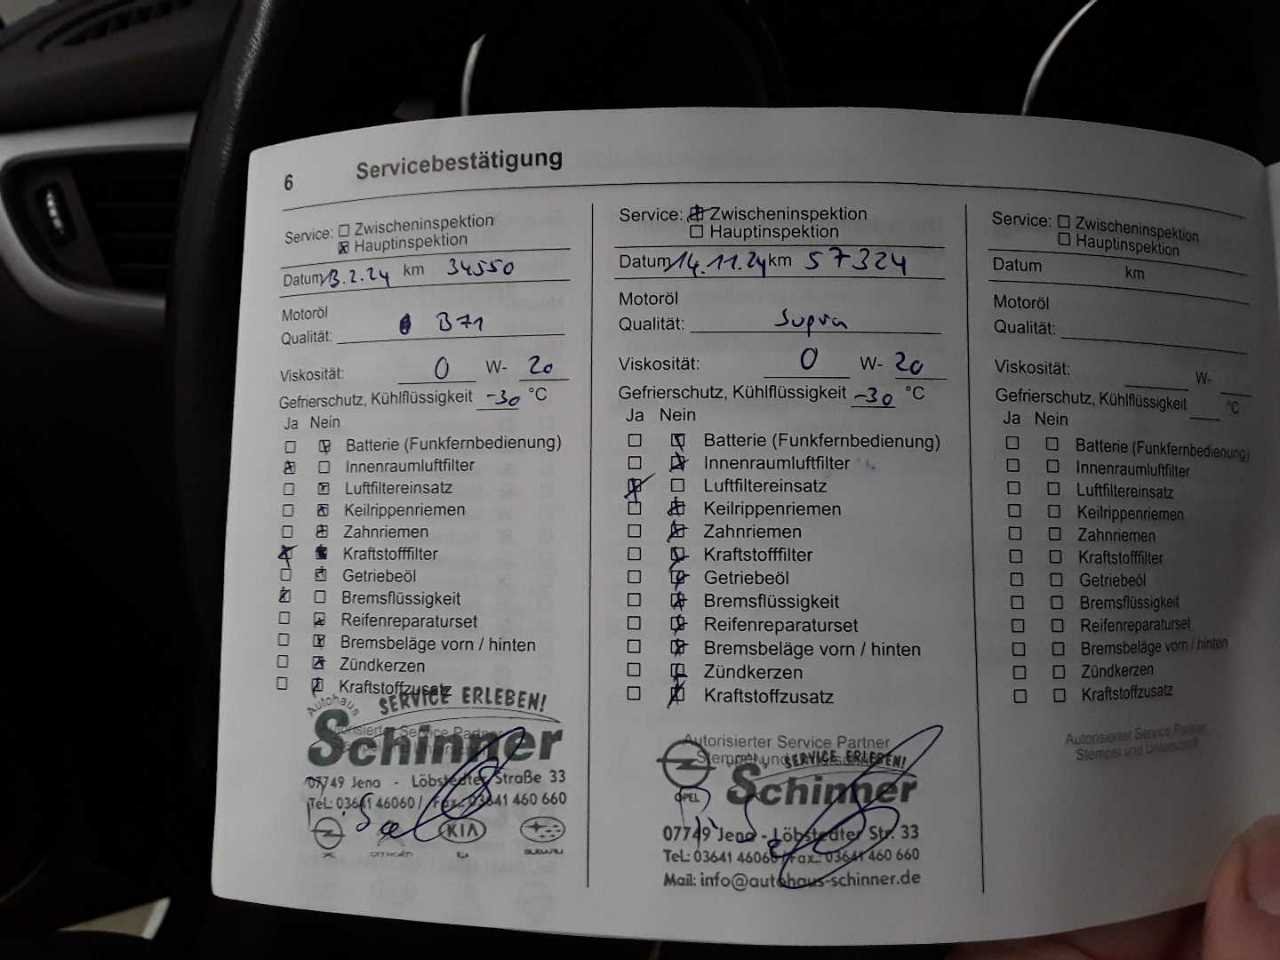 6 Servicebestätigung
Service: Zwischeninspektion
Hauptinspektion
Datum 13.2.24 km 34550
Motoröl
Qualität: B71
Viskosität: 0 W- 20
Gefrierschutz, Kühlflüssigkeit -30 °C
Ja Nein
Batterie (Funkfernbedienung)
Innenraumluftfilter
Luftfiltereinsatz
Keilrippenriemen
Zahnriemen
Kraftstofffilter
Getriebeöl
Bremsflüssigkeit
Reifenreparaturset
Bremsbeläge vorn / hinten
Zündkerzen
Kraftstoffzusatz
Autohaus
SERVICE ERLEBEN!
Schinner
07749 Jena - Löbstedter Straße 33
Tel.: 03641 46060 / Fax.: 03641 460 660
CITROËN KIA SUBARU
Service: Zwischeninspektion
Hauptinspektion
Datum 14.11.24 km 57324
Motoröl
Qualität: Supra
Viskosität: 0 W- 20
Gefrierschutz, Kühlflüssigkeit -30 °C
Ja Nein
Batterie (Funkfernbedienung)
Innenraumluftfilter
Luftfiltereinsatz
Keilrippenriemen
Zahnriemen
Kraftstofffilter
Getriebeöl
Bremsflüssigkeit
Reifenreparaturset
Bremsbeläge vorn / hinten
Zündkerzen
Kraftstoffzusatz
Autorisierter Service Partner
Stempel und
SERVICE ERLEBEN!
OPEL Schinner
07749 Jena - Löbstedter Str. 33
Tel.: 03641 46060 / Fax.: 03641 460 660
Mail: info@autohaus-schinner.de
Service: Zwischeninspektion
Hauptinspektion
Datum km
Motoröl
Qualität:
Viskosität: W-
Gefrierschutz, Kühlflüssigkeit °C
Ja Nein
Batterie (Funkfernbedienung)
Innenraumluftfilter
Luftfiltereinsatz
Keilrippenriemen
Zahnriemen
Kraftstofffilter
Getriebeöl
Bremsflüssigkeit
Reifenreparaturset
Bremsbeläge vorn / hinten
Zündkerzen
Kraftstoffzusatz
Autorisierter Service Partner
Stempel und Unterschrift